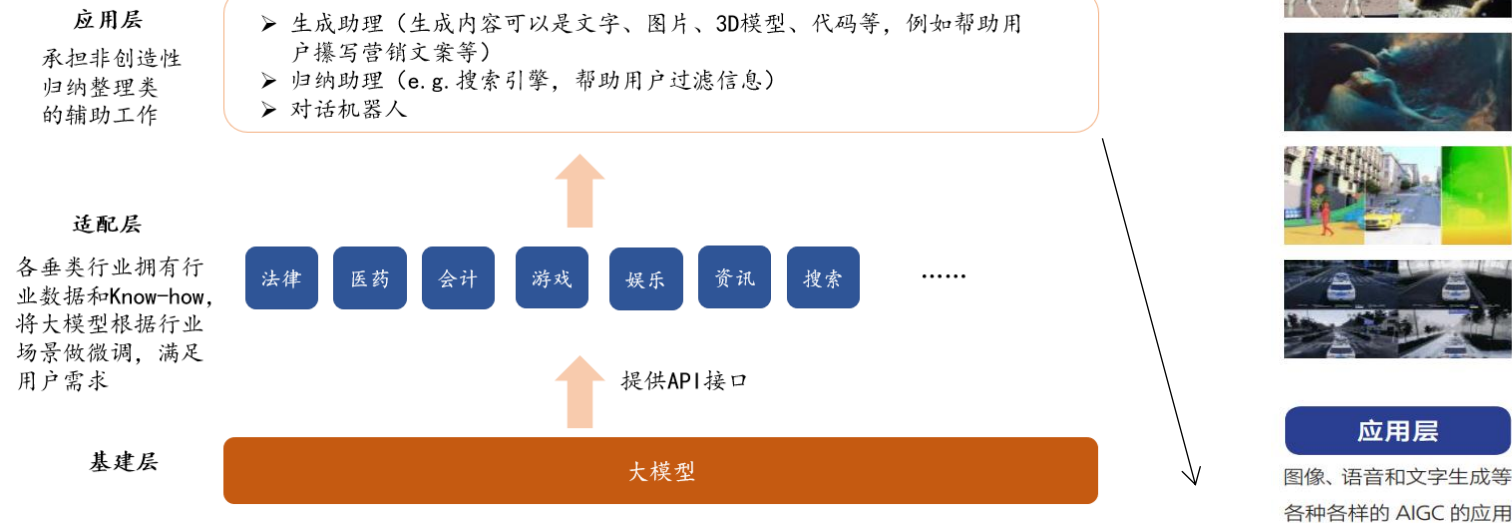 应用层
承担非创造性
归纳整理类
的辅助工作
➢ 生成助理（生成内容可以是文字、图片、3D模型、代码等，例如帮助用
户攥写营销文案等）
➢ 归纳助理（e.g.搜索引擎，帮助用户过滤信息）
➢ 对话机器人
适配层
各垂类行业拥有行
业数据和Know-how，
将大模型根据行业
场景做微调，满足
用户需求
法律
医药
会计
游戏
娱乐
资讯
搜索
……
提供API接口
基建层
大模型
应用层
图像、语音和文字生成等
各种各样的 AIGC 的应用